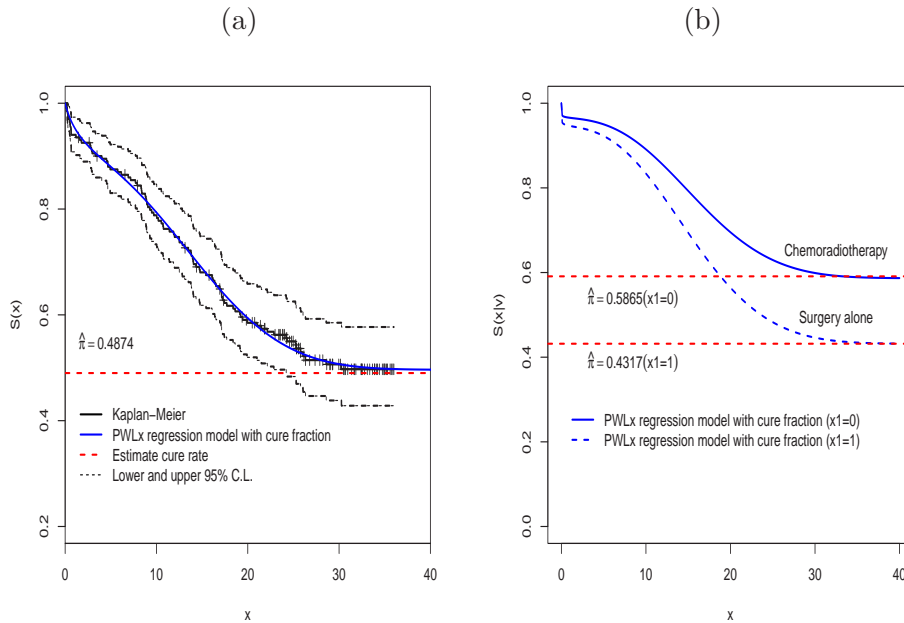 (a)
S(x)
1.0
0.8
0.6
0.4
0.2
π̂ = 0.4874
Kaplan−Meier
PWLx regression model with cure fraction
Estimate cure rate
Lower and upper 95% C.L.
0 10 20 30 40
x
(b)
S(x|v)
1.0
0.8
0.6
0.4
0.2
0.0
Chemoradiotherapy
π̂ = 0.5865(x1=0)
Surgery alone
π̂ = 0.4317(x1=1)
PWLx regression model with cure fraction (x1=0)
PWLx regression model with cure fraction (x1=1)
0 10 20 30 40
x